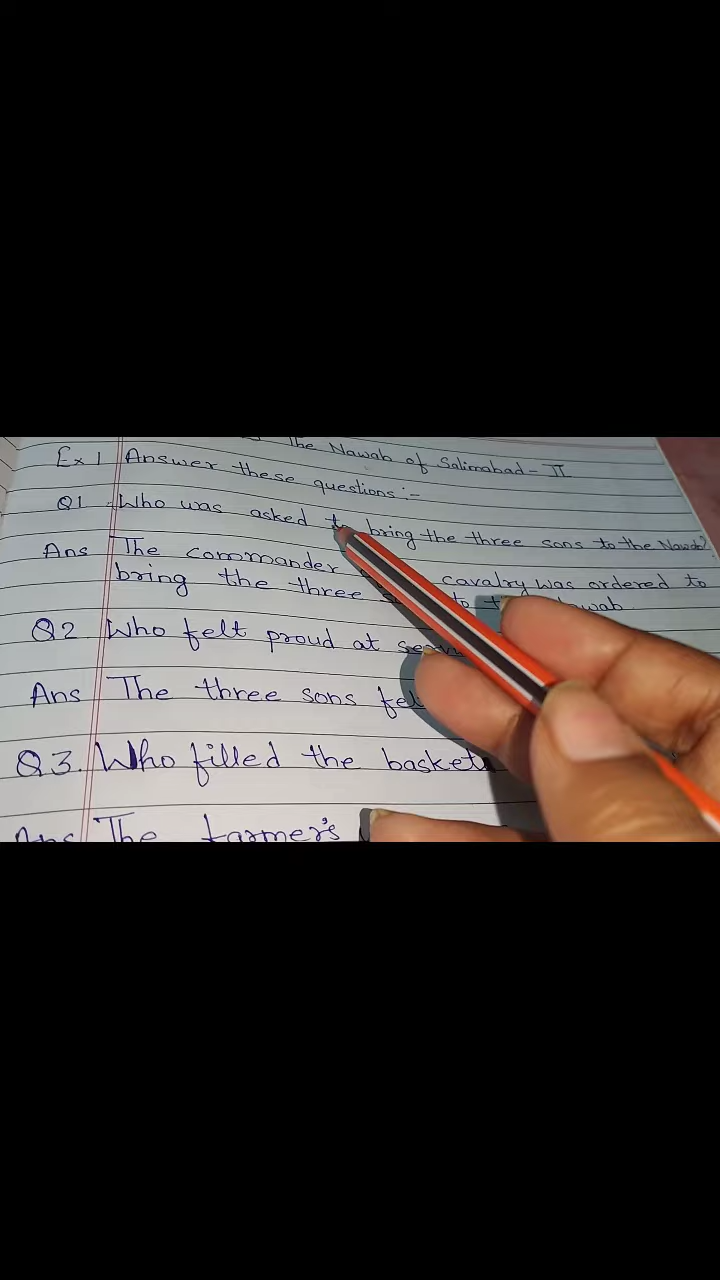 The Nawab of Salimabad - II
Ex 1 Answer these questions :-
Q1 Who was asked to bring the three sons to the Nawab?
Ans The commander cavalry was ordered to
bring the three to
Q2 Who felt proud at
Ans The three sons
Q3. Who filled the
Ans The farmer's